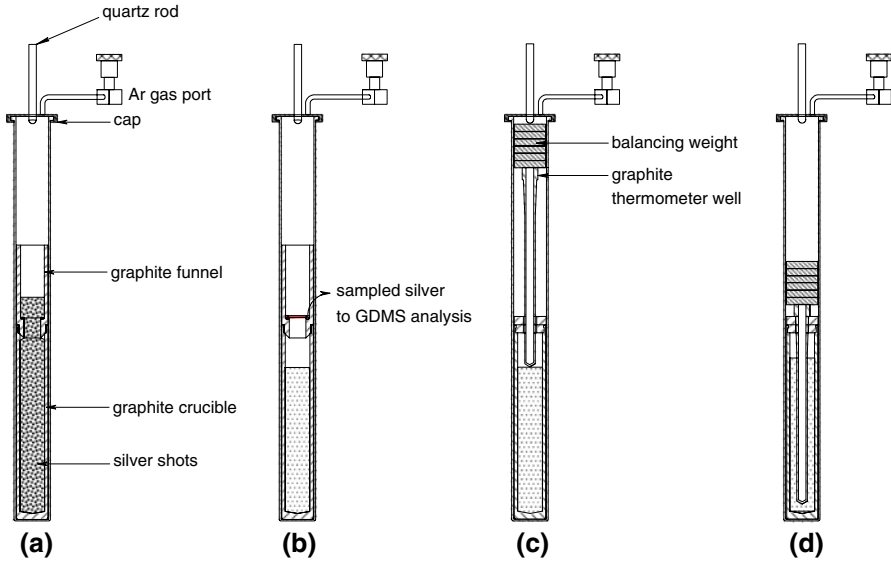 quartz rod
Ar gas port
cap
graphite funnel
graphite crucible
silver shots
sampled silver
to GDMS analysis
balancing weight
graphite
thermometer well
(a)
(b)
(c)
(d)